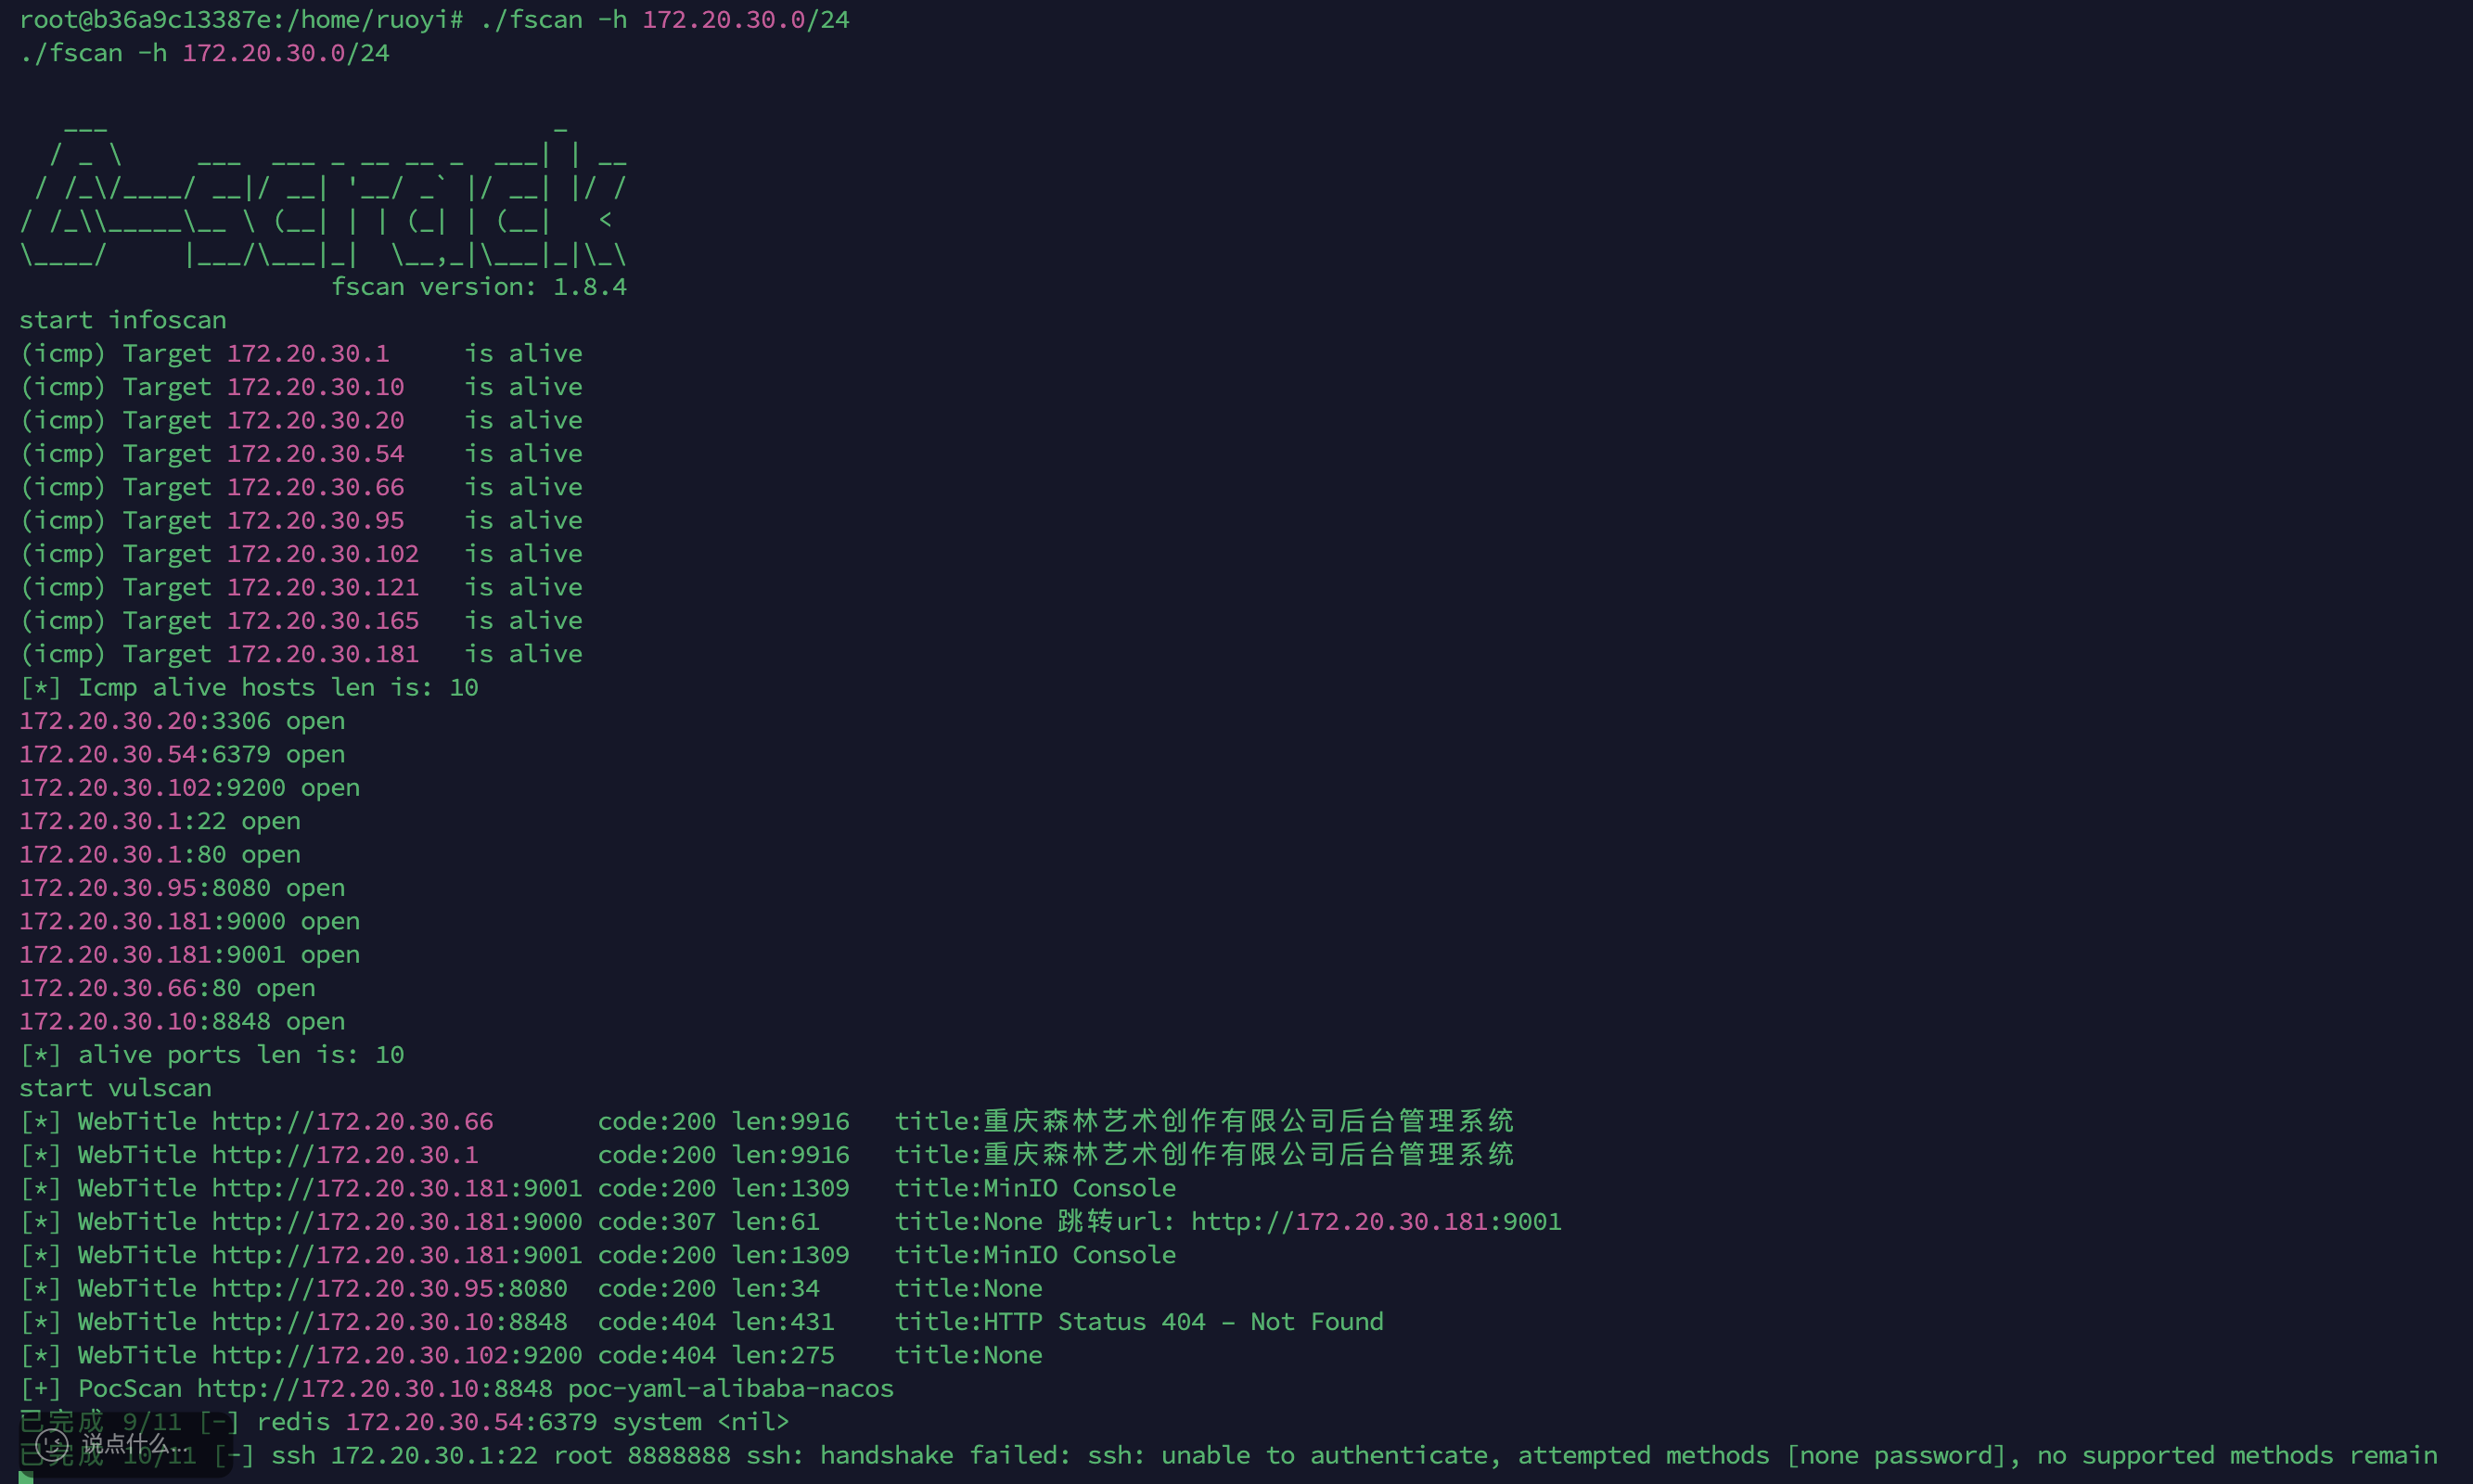 root@b36a9c13387e:/home/ruoyi# ./fscan -h 172.20.30.0/24
./fscan -h 172.20.30.0/24
   ___                              _
  / _ \     ___  ___ _ __ __ _  ___| | __
 / /_\/____/ __|/ __| '__/ _` |/ __| |/ /
/ /_\\_____\__ \ (__| | | (_| | (__|   <
\____/     |___/\___|_|  \__,_|\___|_|\_\
                     fscan version: 1.8.4
start infoscan
(icmp) Target 172.20.30.1     is alive
(icmp) Target 172.20.30.10    is alive
(icmp) Target 172.20.30.20    is alive
(icmp) Target 172.20.30.54    is alive
(icmp) Target 172.20.30.66    is alive
(icmp) Target 172.20.30.95    is alive
(icmp) Target 172.20.30.102   is alive
(icmp) Target 172.20.30.121   is alive
(icmp) Target 172.20.30.165   is alive
(icmp) Target 172.20.30.181   is alive
[*] Icmp alive hosts len is: 10
172.20.30.20:3306 open
172.20.30.54:6379 open
172.20.30.102:9200 open
172.20.30.1:22 open
172.20.30.1:80 open
172.20.30.95:8080 open
172.20.30.181:9000 open
172.20.30.181:9001 open
172.20.30.66:80 open
172.20.30.10:8848 open
[*] alive ports len is: 10
start vulscan
[*] WebTitle http://172.20.30.66       code:200 len:9916   title:重庆森林艺术创作有限公司后台管理系统
[*] WebTitle http://172.20.30.1        code:200 len:9916   title:重庆森林艺术创作有限公司后台管理系统
[*] WebTitle http://172.20.30.181:9001 code:200 len:1309   title:MinIO Console
[*] WebTitle http://172.20.30.181:9000 code:307 len:61     title:None 跳转url: http://172.20.30.181:9001
[*] WebTitle http://172.20.30.181:9001 code:200 len:1309   title:MinIO Console
[*] WebTitle http://172.20.30.95:8080  code:200 len:34     title:None
[*] WebTitle http://172.20.30.10:8848  code:404 len:431    title:HTTP Status 404 – Not Found
[*] WebTitle http://172.20.30.102:9200 code:404 len:275    title:None
[+] PocScan http://172.20.30.10:8848 poc-yaml-alibaba-nacos
已完成 9/11 [-] redis 172.20.30.54:6379 system <nil>
已完成 10/11 [-] ssh 172.20.30.1:22 root 8888888 ssh: handshake failed: ssh: unable to authenticate, attempted methods [none password], no supported methods remain
说点什么...